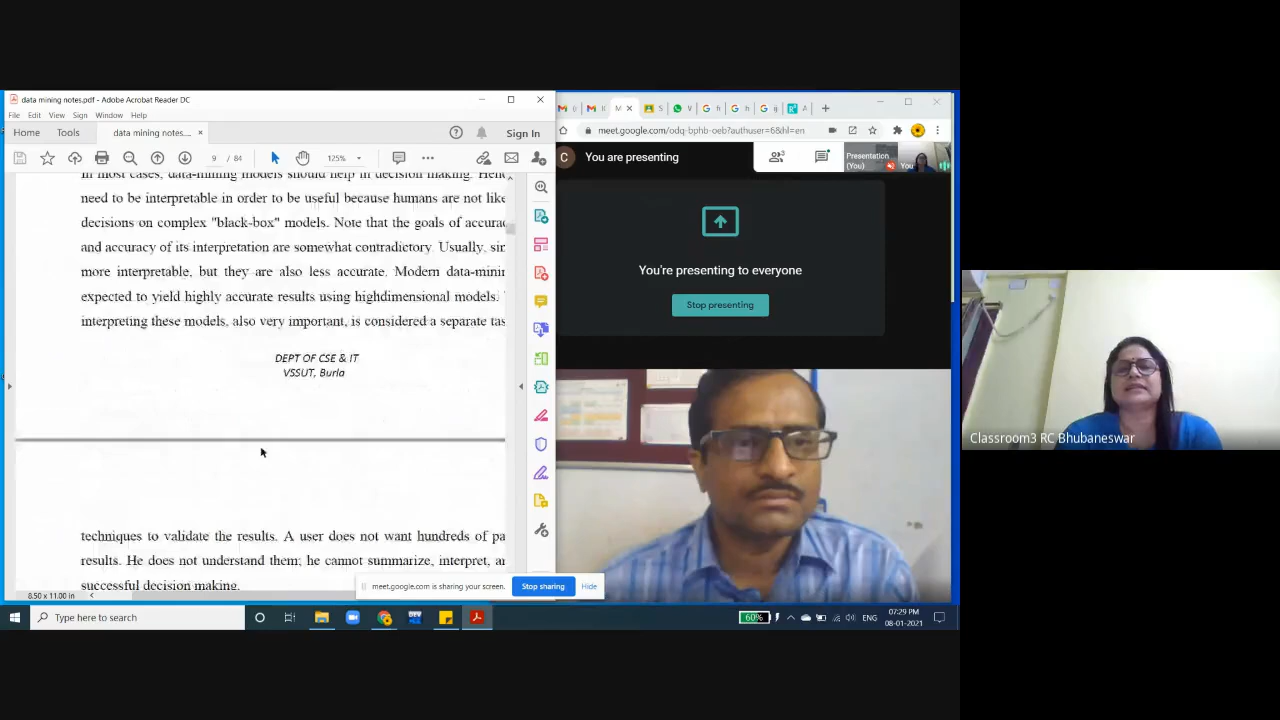 data mining notes.pdf - Adobe Acrobat Reader DC
File Edit View Sign Window Help
Home Tools data mining notes.... × Sign In
9 / 84 125%
In most cases, data-mining models should help in decision making.
need to be interpretable in order to be useful because humans are not
decisions on complex "black-box" models. Note that the goals of
and accuracy of its interpretation are somewhat contradictory. Usually,
more interpretable, but they are also less accurate. Modern
expected to yield highly accurate results using highdimensional models.
interpreting these models, also very important, is considered a separate
DEPT OF CSE & IT
VSSUT, Burla
techniques to validate the results. A user does not want hundreds of
results. He does not understand them; he cannot summarize, interpret,
successful decision making.
8.50 x 11.00 in
meet.google.com is sharing your screen. Stop sharing Hide
meet.google.com/odq-bphb-oeb?authuser=6&hl=en
C You are presenting
3
Presentation (You)
You
You're presenting to everyone
Stop presenting
Classroom3 RC Bhubaneswar
Type here to search
DEV
60%
ENG
07:29 PM
08-01-2021